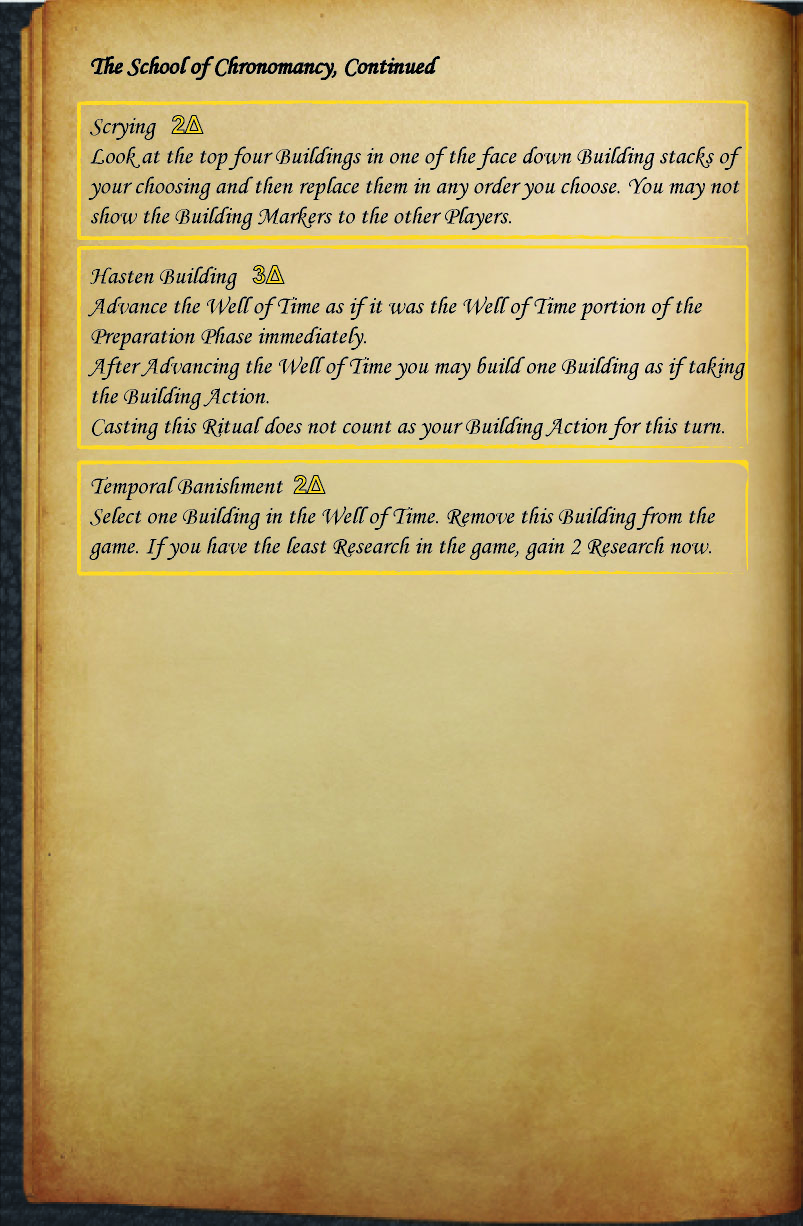 The School of Chronomancy, Continued
Scrying 2Δ
Look at the top four Buildings in one of the face down Building stacks of
your choosing and then replace them in any order you choose. You may not
show the Building Markers to the other Players.
Hasten Building 3Δ
Advance the Well of Time as if it was the Well of Time portion of the
Preparation Phase immediately.
After Advancing the Well of Time you may build one Building as if taking
the Building Action.
Casting this Ritual does not count as your Building Action for this turn.
Temporal Banishment 2Δ
Select one Building in the Well of Time. Remove this Building from the
game. If you have the least Research in the game, gain 2 Research now.